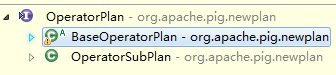 OperatorPlan - org.apache.pig.newplan
BaseOperatorPlan - org.apache.pig.newplan
OperatorSubPlan - org.apache.pig.newplan